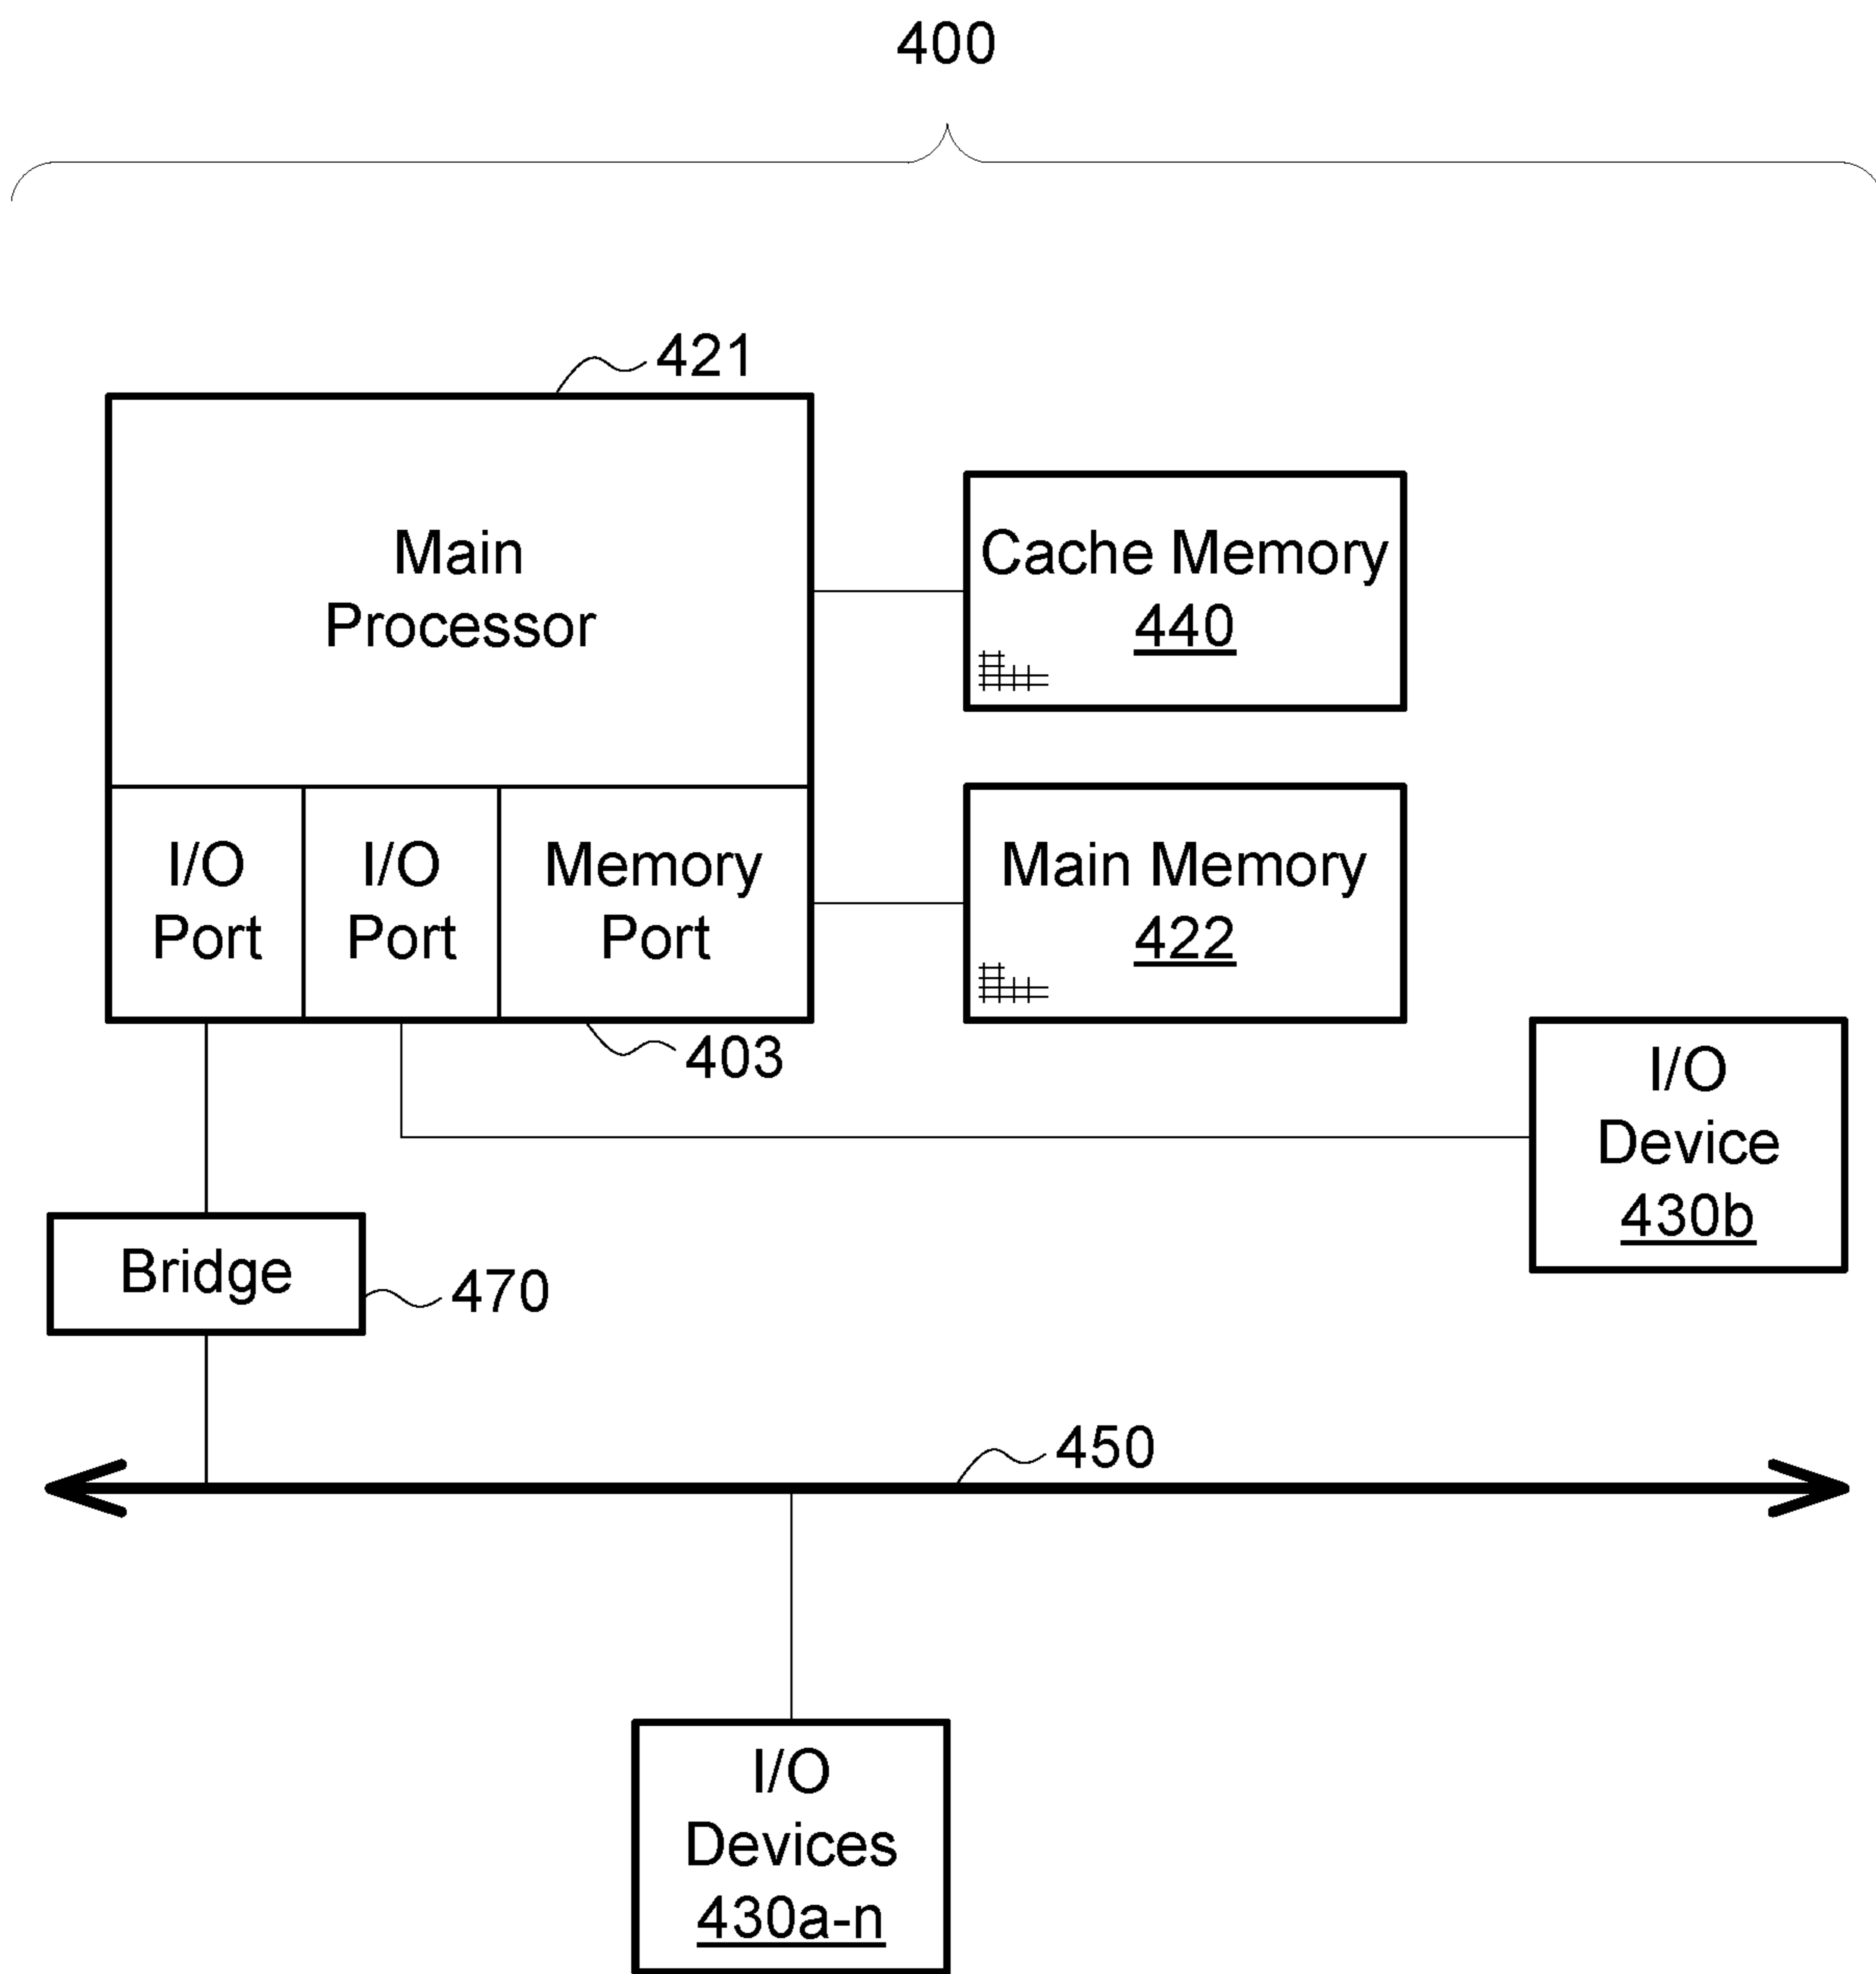 400
421
Main
Processor
Cache Memory
440
I/O
Port
I/O
Port
Memory
Port
Main Memory
422
403
I/O
Device
430b
Bridge
470
450
I/O
Devices
430a-n